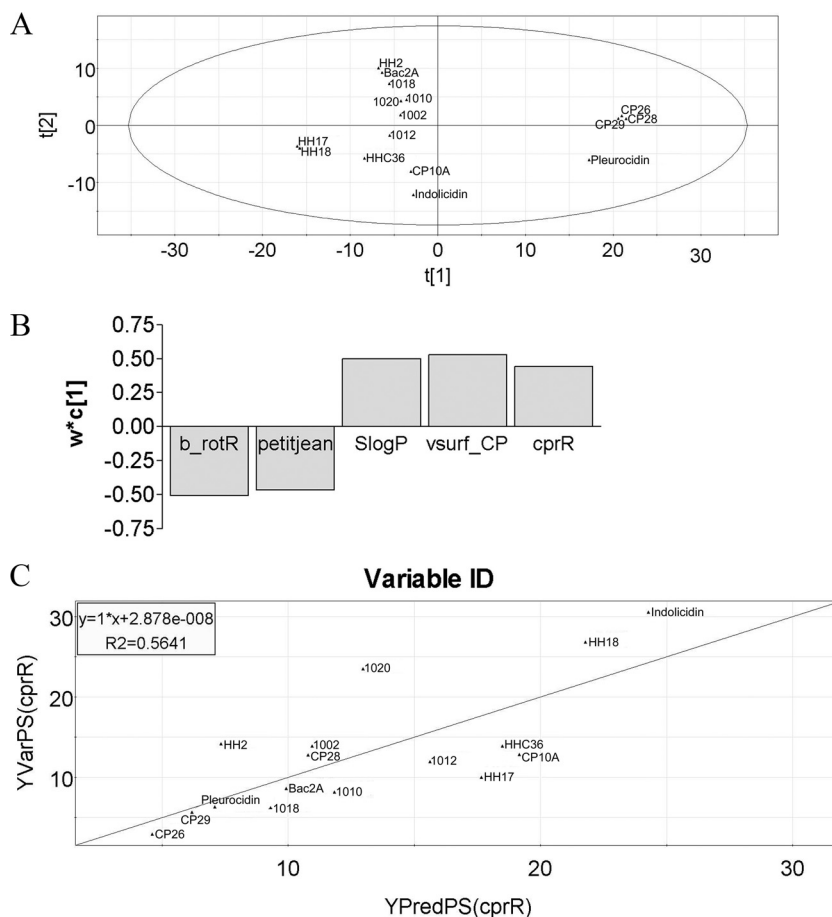 A
t[2]
10
0
-10
HH2
Bac2A
1018
1020
1010
1002
1012
HH17
HH18
HHC36
CP10A
Indolicidin
CP26
CP28
CP29
Pleurocidin
-30
-20
-10
0
10
20
30
t[1]
B
w*c[1]
0.75
0.50
0.25
0.00
-0.25
-0.50
-0.75
b_rotR
petitjean
SlogP
vsurf_CP
cprR
Variable ID
C
YVarPS(cprR)
30
20
10
y=1*x+2.878e-008
R2=0.5641
Indolicidin
HH18
1020
HH2
1002
CP28
1012
HHC36
CP10A
HH17
Bac2A
1010
Pleurocidin
1018
CP29
CP26
10
20
30
YPredPS(cprR)